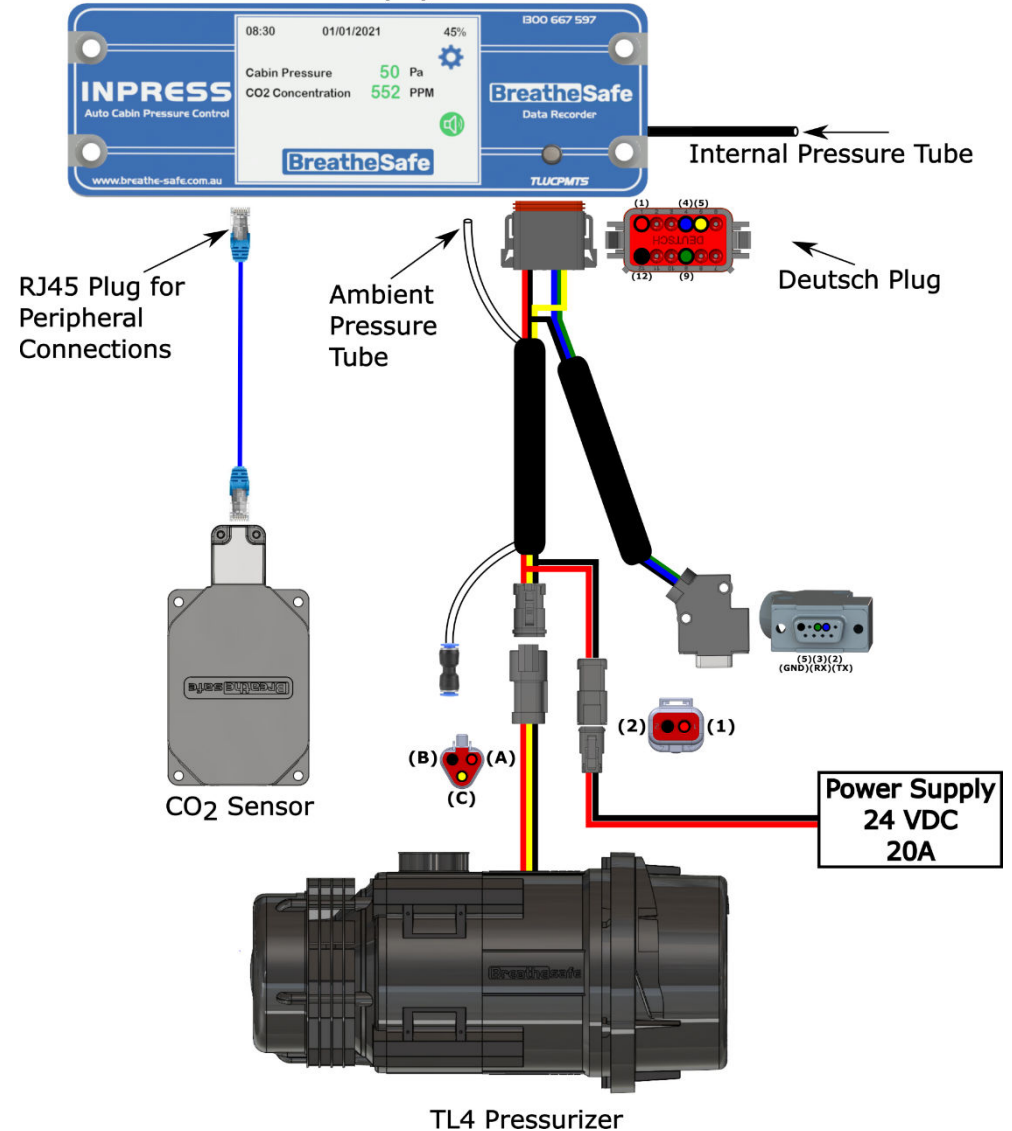 1300 667 597
08:30 01/01/2021 45%
Cabin Pressure 50 Pa
CO2 Concentration 552 PPM
INPRESS
Auto Cabin Pressure Control
BreatheSafe
Data Recorder
BreatheSafe
www.breathe-safe.com.au
TLUCPMTS
Internal Pressure Tube
(1) (4)(5)
DEUTSCH
(12) (9)
Deutsch Plug
RJ45 Plug for
Peripheral
Connections
Ambient
Pressure
Tube
(5)(3)(2)
(GND)(RX)(TX)
Breathesafe
CO2 Sensor
(B) (A)
(C)
(2) (1)
Power Supply
24 VDC
20A
Breathesafe
TL4 Pressurizer